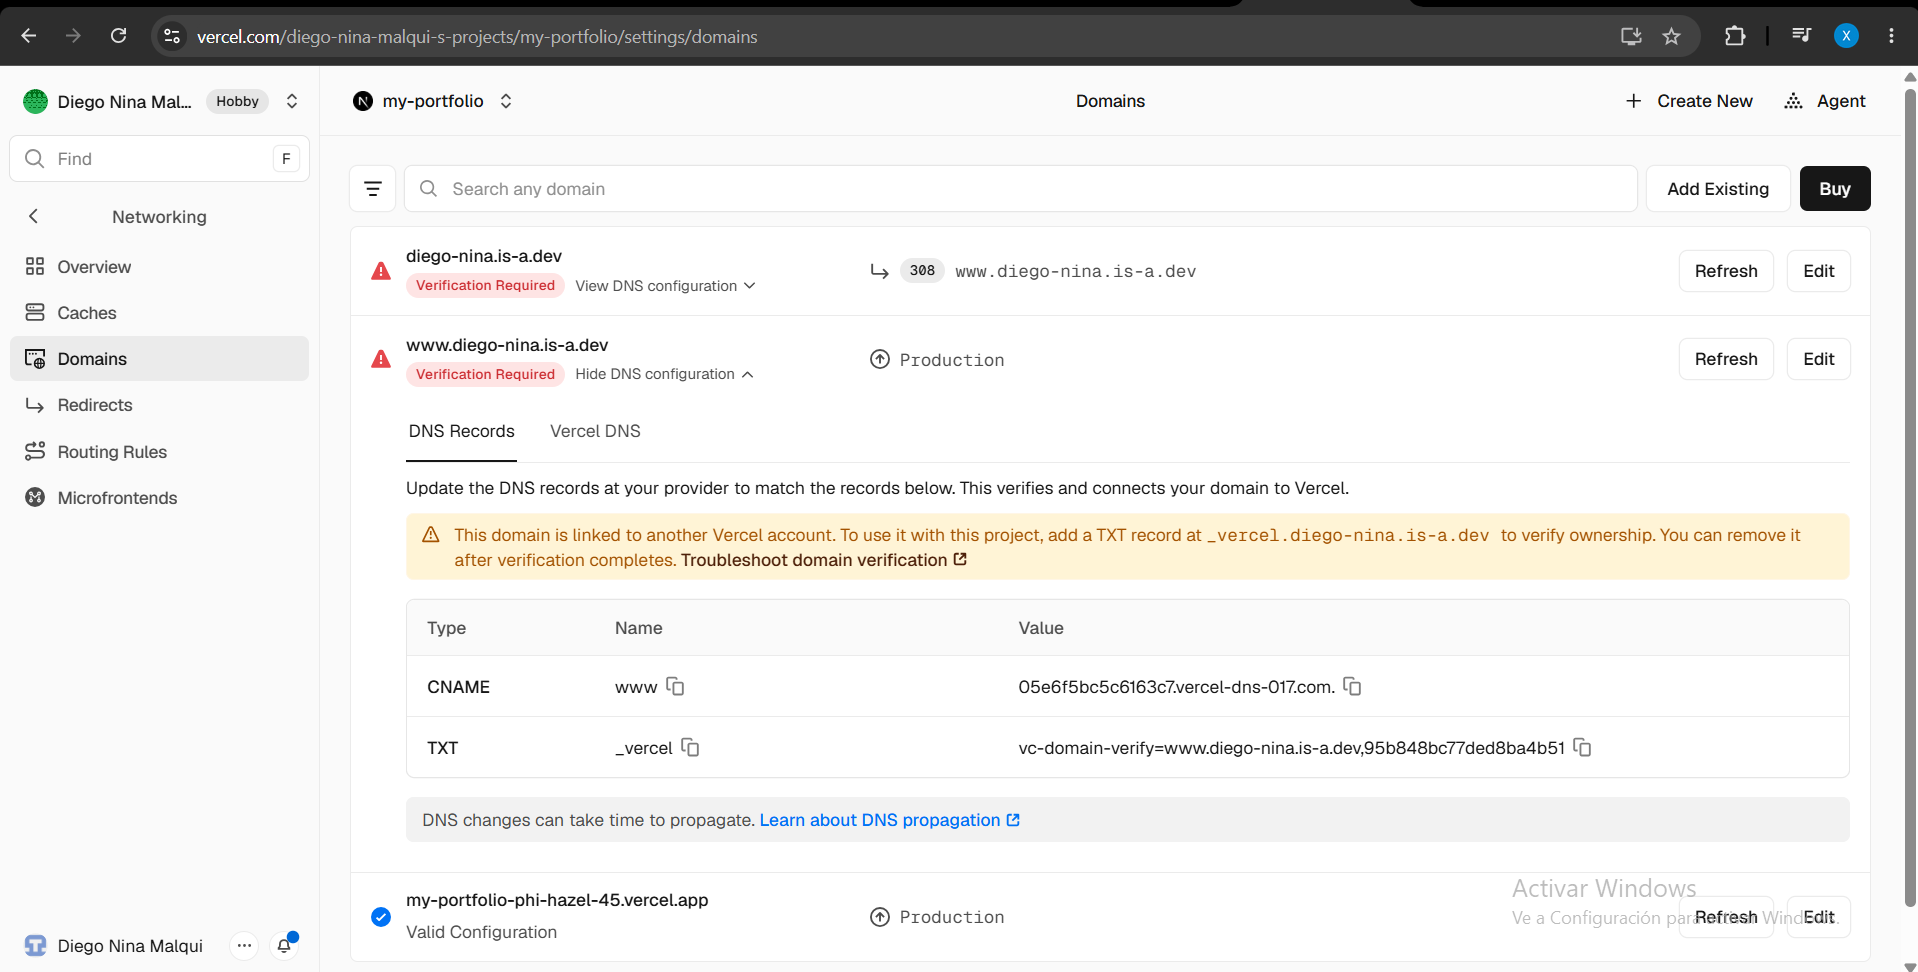 vercel.com/diego-nina-malqui-s-projects/my-portfolio/settings/domains
X
Diego Nina Mal... Hobby
my-portfolio
Domains
Create New
Agent
Find F
Search any domain
Add Existing
Buy
Networking
Overview
Caches
Domains
Redirects
Routing Rules
Microfrontends
diego-nina.is-a.dev
Verification Required View DNS configuration
308 www.diego-nina.is-a.dev
Refresh Edit
www.diego-nina.is-a.dev
Verification Required Hide DNS configuration
Production
Refresh Edit
DNS Records Vercel DNS
Update the DNS records at your provider to match the records below. This verifies and connects your domain to Vercel.
This domain is linked to another Vercel account. To use it with this project, add a TXT record at _vercel.diego-nina.is-a.dev to verify ownership. You can remove it
after verification completes. Troubleshoot domain verification
Type Name Value
CNAME www 05e6f5bc5c6163c7.vercel-dns-017.com.
TXT _vercel vc-domain-verify=www.diego-nina.is-a.dev,95b848bc77ded8ba4b51
DNS changes can take time to propagate. Learn about DNS propagation
my-portfolio-phi-hazel-45.vercel.app
Valid Configuration
Production
Refresh Edit
Activar Windows
Ve a Configuración para activar Windows.
Diego Nina Malqui